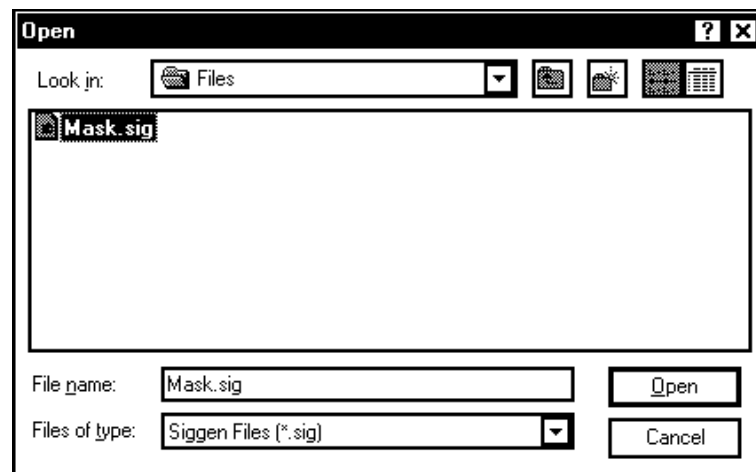 Open
Look in: Files
Mask.sig
File name: Mask.sig Open
Files of type: Siggen Files (*.sig) Cancel